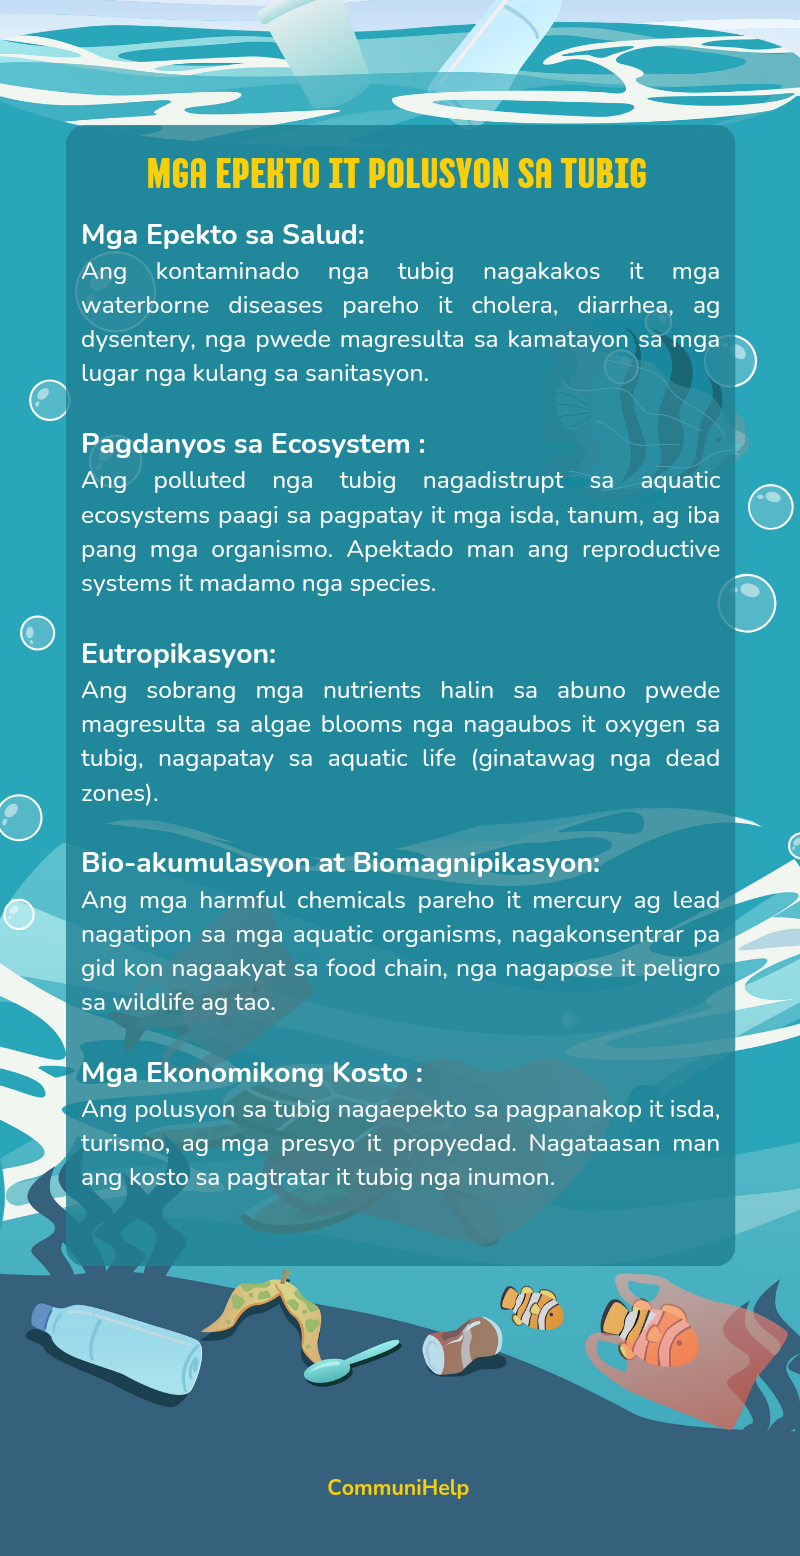 MGA EPEKTO IT POLUSYON SA TUBIG
Mga Epekto sa Salud:
Ang kontaminado nga tubig nagakakos it mga
waterborne diseases pareho it cholera, diarrhea, ag
dysentery, nga pwede magresulta sa kamatayon sa mga
lugar nga kulang sa sanitasyon.
Pagdanyos sa Ecosystem :
Ang polluted nga tubig nagadistrupt sa aquatic
ecosystems paagi sa pagpatay it mga isda, tanum, ag iba
pang mga organismo. Apektado man ang reproductive
systems it madamo nga species.
Eutropikasyon:
Ang sobrang mga nutrients halin sa abuno pwede
magresulta sa algae blooms nga nagaubos it oxygen sa
tubig, nagapatay sa aquatic life (ginatawag nga dead
zones).
Bio-akumulasyon at Biomagnipikasyon:
Ang mga harmful chemicals pareho it mercury ag lead
nagatipon sa mga aquatic organisms, nagakonsentrar pa
gid kon nagaakyat sa food chain, nga nagapose it peligro
sa wildlife ag tao.
Mga Ekonomikong Kosto :
Ang polusyon sa tubig nagaepekto sa pagpanakop it isda,
turismo, ag mga presyo it propyedad. Nagataasan man
ang kosto sa pagtratar it tubig nga inumon.
CommuniHelp